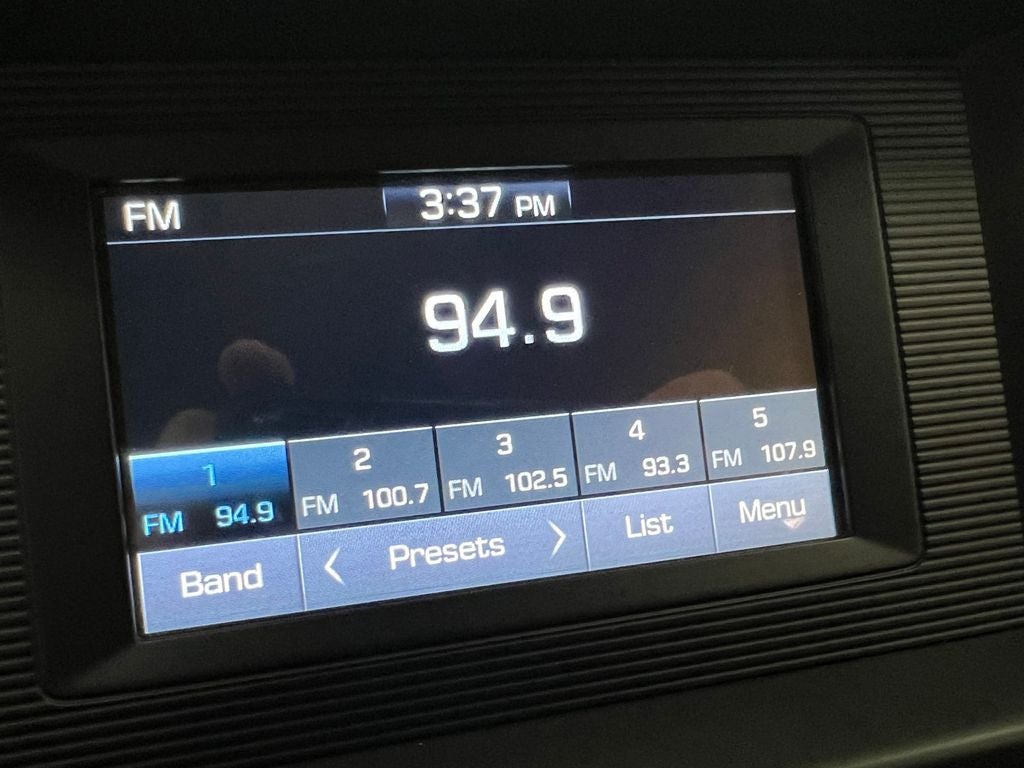 FM 3:37 PM
94.9
1 2 3 4 5
FM 94.9 FM 100.7 FM 102.5 FM 93.3 FM 107.9
Band < Presets > List Menu